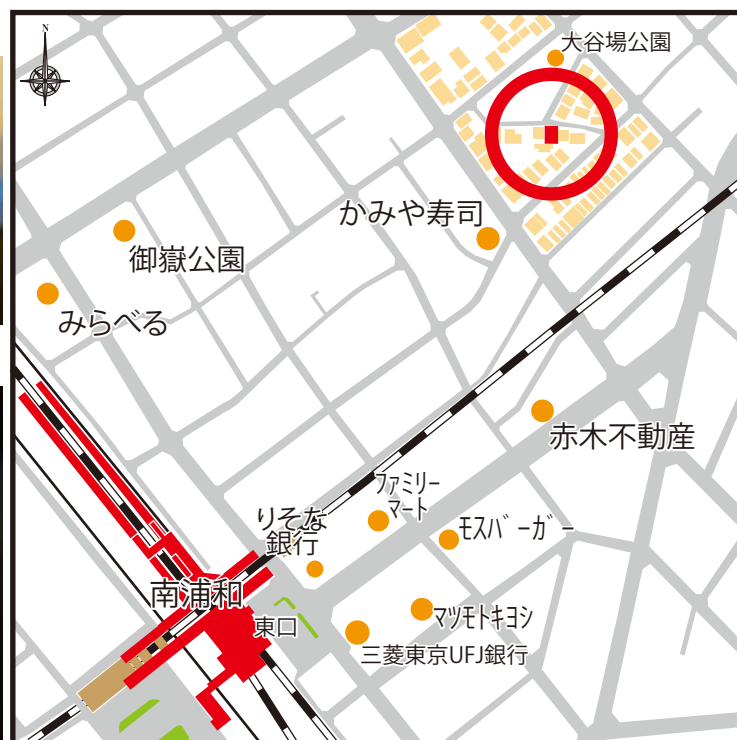 N
大谷場公園
かみや寿司
御嶽公園
みらべる
赤木不動産
ファミリー
マート
りそな
銀行
モスバーガー
南浦和
東口
マツモトキヨシ
三菱東京UFJ銀行